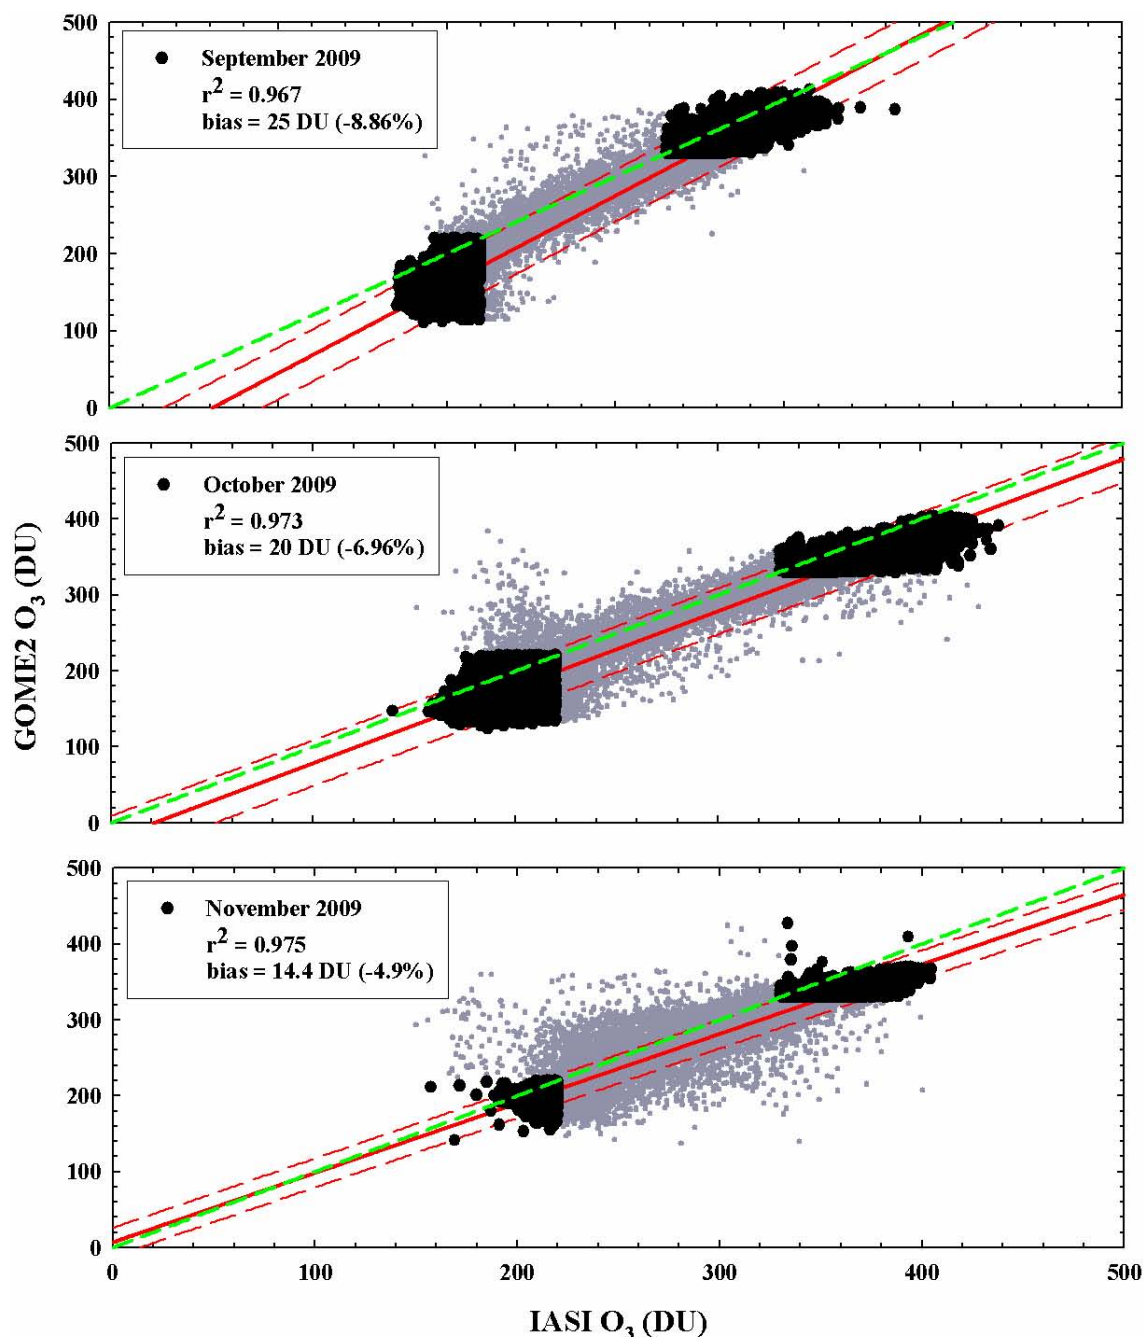 500
400
300
200
100
0
September 2009
r² = 0.967
bias = 25 DU (-8.86%)
500
400
300
200
100
0
October 2009
r² = 0.973
bias = 20 DU (-6.96%)
GOME2 O₃ (DU)
500
400
300
200
100
0
November 2009
r² = 0.975
bias = 14.4 DU (-4.9%)
0 100 200 300 400 500
IASI O₃ (DU)